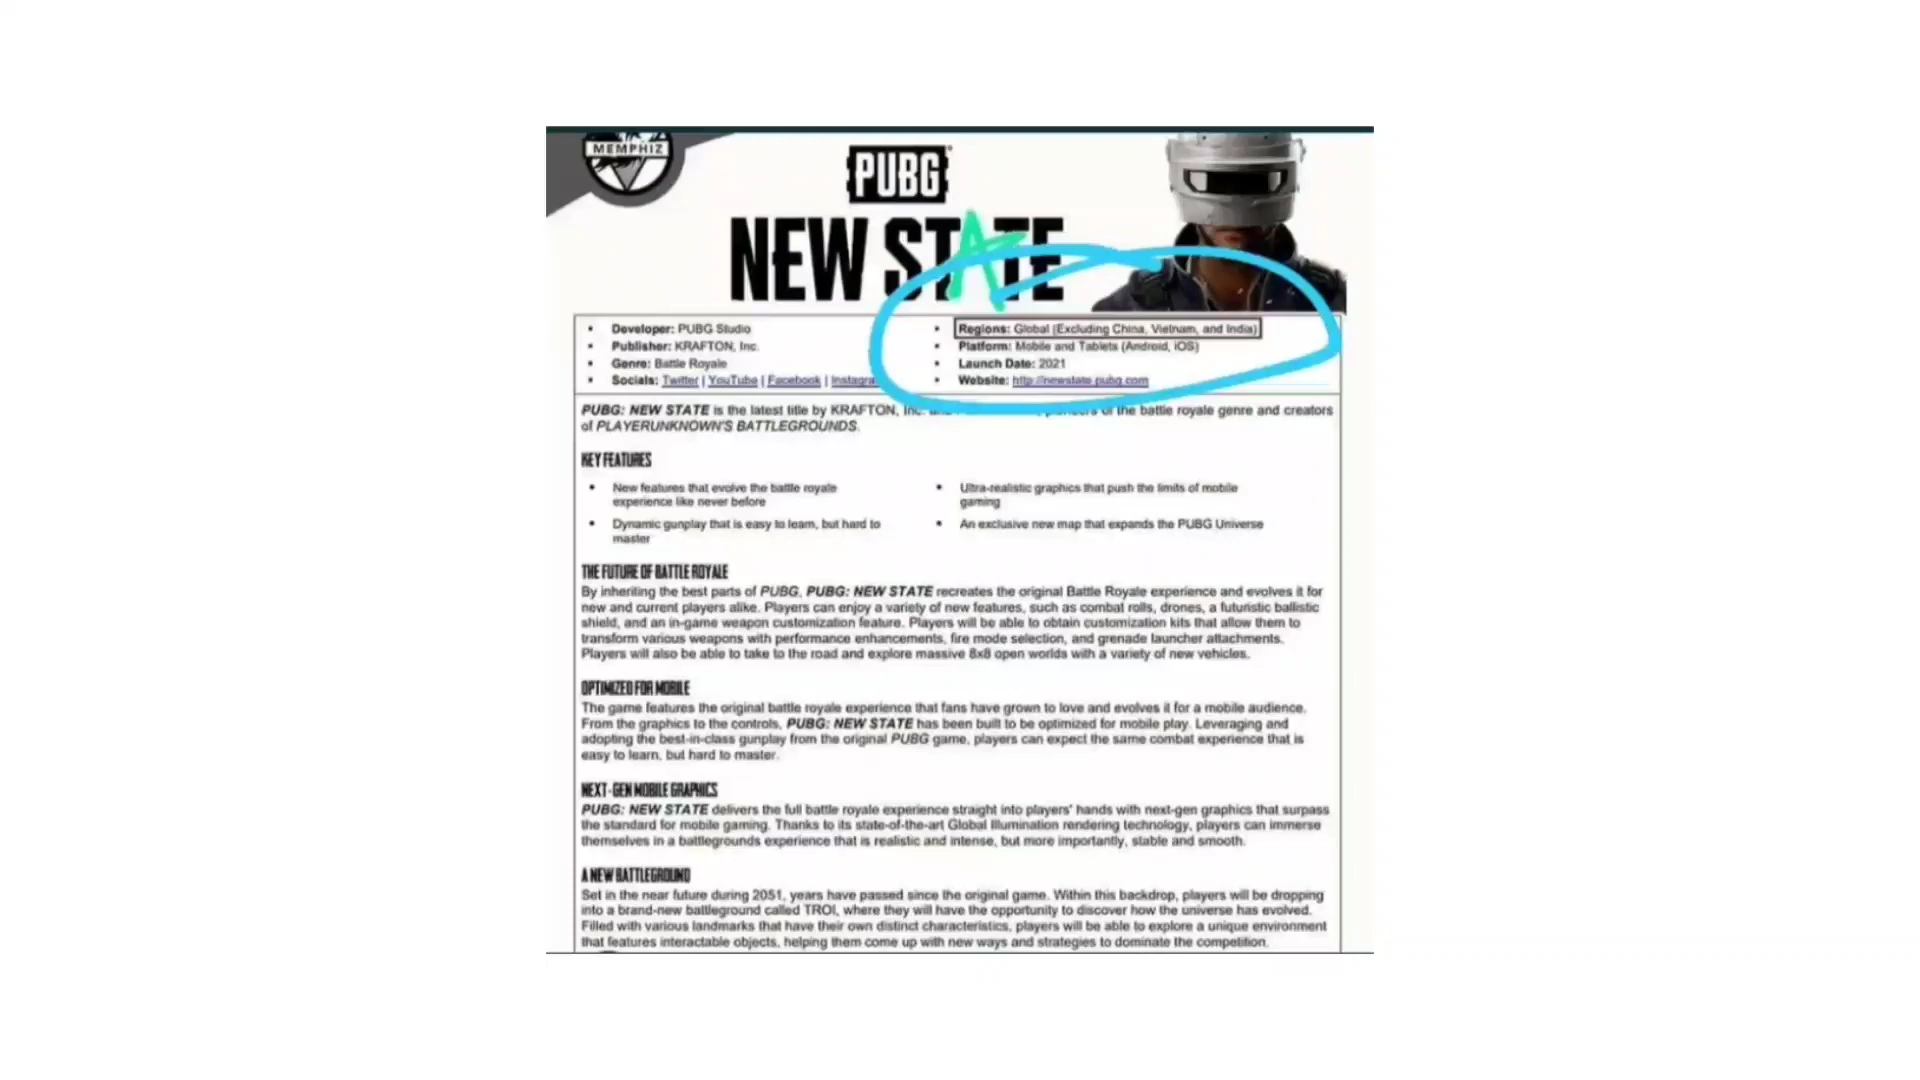 MEMPHIZ
PUBG
NEW STATE
• Developer: PUBG Studio
• Publisher: KRAFTON, Inc.
• Genre: Battle Royale
• Socials: Twitter | YouTube | Facebook | Instagra
• Regions: Global (Excluding China, Vietnam, and India)
• Platform: Mobile and Tablets (Android, iOS)
• Launch Date: 2021
• Website: http://newstate.pubg.com
PUBG: NEW STATE is the latest title by KRAFTON, Inc. of the battle royale genre and creators
of PLAYERUNKNOWN'S BATTLEGROUNDS.
KEY FEATURES
• New features that evolve the battle royale
experience like never before
• Dynamic gunplay that is easy to learn, but hard to
master
• Ultra-realistic graphics that push the limits of mobile
gaming
• An exclusive new map that expands the PUBG Universe
THE FUTURE OF BATTLE ROYALE
By inheriting the best parts of PUBG, PUBG: NEW STATE recreates the original Battle Royale experience and evolves it for
new and current players alike. Players can enjoy a variety of new features, such as combat rolls, drones, a futuristic ballistic
shield, and an in-game weapon customization feature. Players will be able to obtain customization kits that allow them to
transform various weapons with performance enhancements, fire mode selection, and grenade launcher attachments.
Players will also be able to take to the road and explore massive 8x8 open worlds with a variety of new vehicles.
OPTIMIZED FOR MOBILE
The game features the original battle royale experience that fans have grown to love and evolves it for a mobile audience.
From the graphics to the controls, PUBG: NEW STATE has been built to be optimized for mobile play. Leveraging and
adopting the best-in-class gunplay from the original PUBG game, players can expect the same combat experience that is
easy to learn, but hard to master.
NEXT-GEN MOBILE GRAPHICS
PUBG: NEW STATE delivers the full battle royale experience straight into players' hands with next-gen graphics that surpass
the standard for mobile gaming. Thanks to its state-of-the-art Global Illumination rendering technology, players can immerse
themselves in a battlegrounds experience that is realistic and intense, but more importantly, stable and smooth.
A NEW BATTLEGROUND
Set in the near future during 2051, years have passed since the original game. Within this backdrop, players will be dropping
into a brand-new battleground called TROI, where they will have the opportunity to discover how the universe has evolved.
Filled with various landmarks that have their own distinct characteristics, players will be able to explore a unique environment
that features interactable objects, helping them come up with new ways and strategies to dominate the competition.